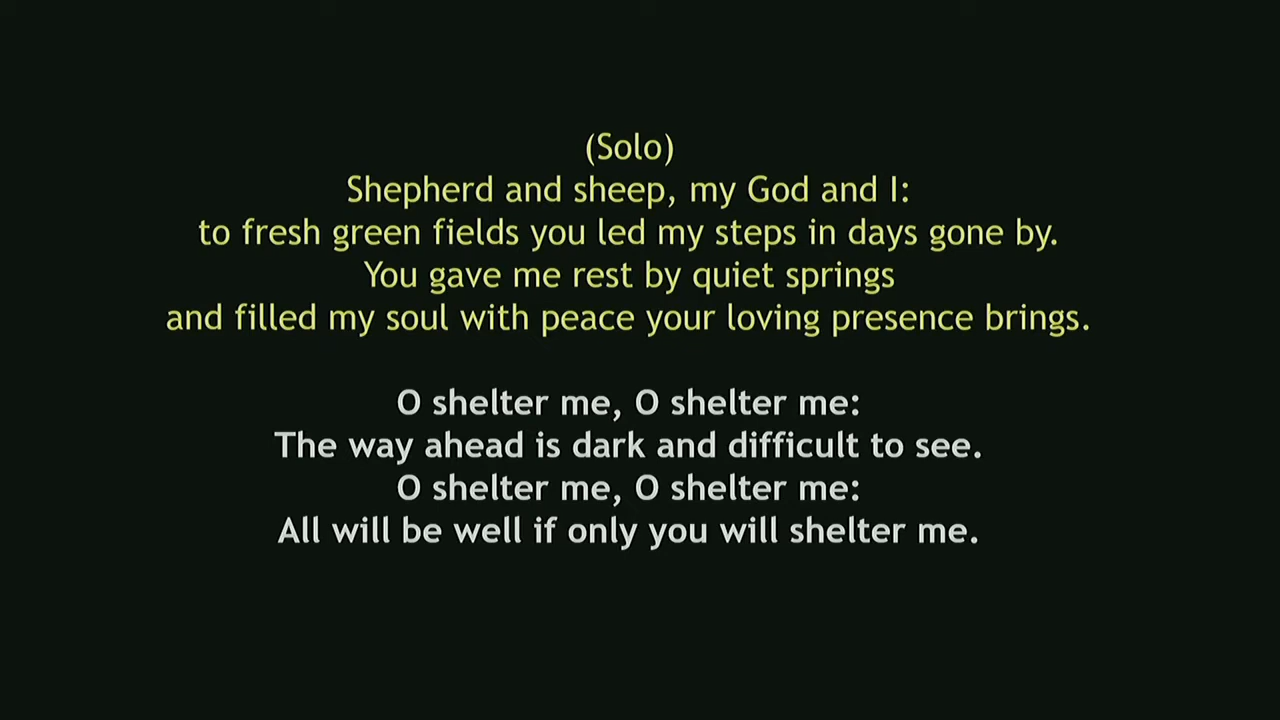 (Solo)
Shepherd and sheep, my God and I:
to fresh green fields you led my steps in days gone by.
You gave me rest by quiet springs
and filled my soul with peace your loving presence brings.
O shelter me, O shelter me:
The way ahead is dark and difficult to see.
O shelter me, O shelter me:
All will be well if only you will shelter me.